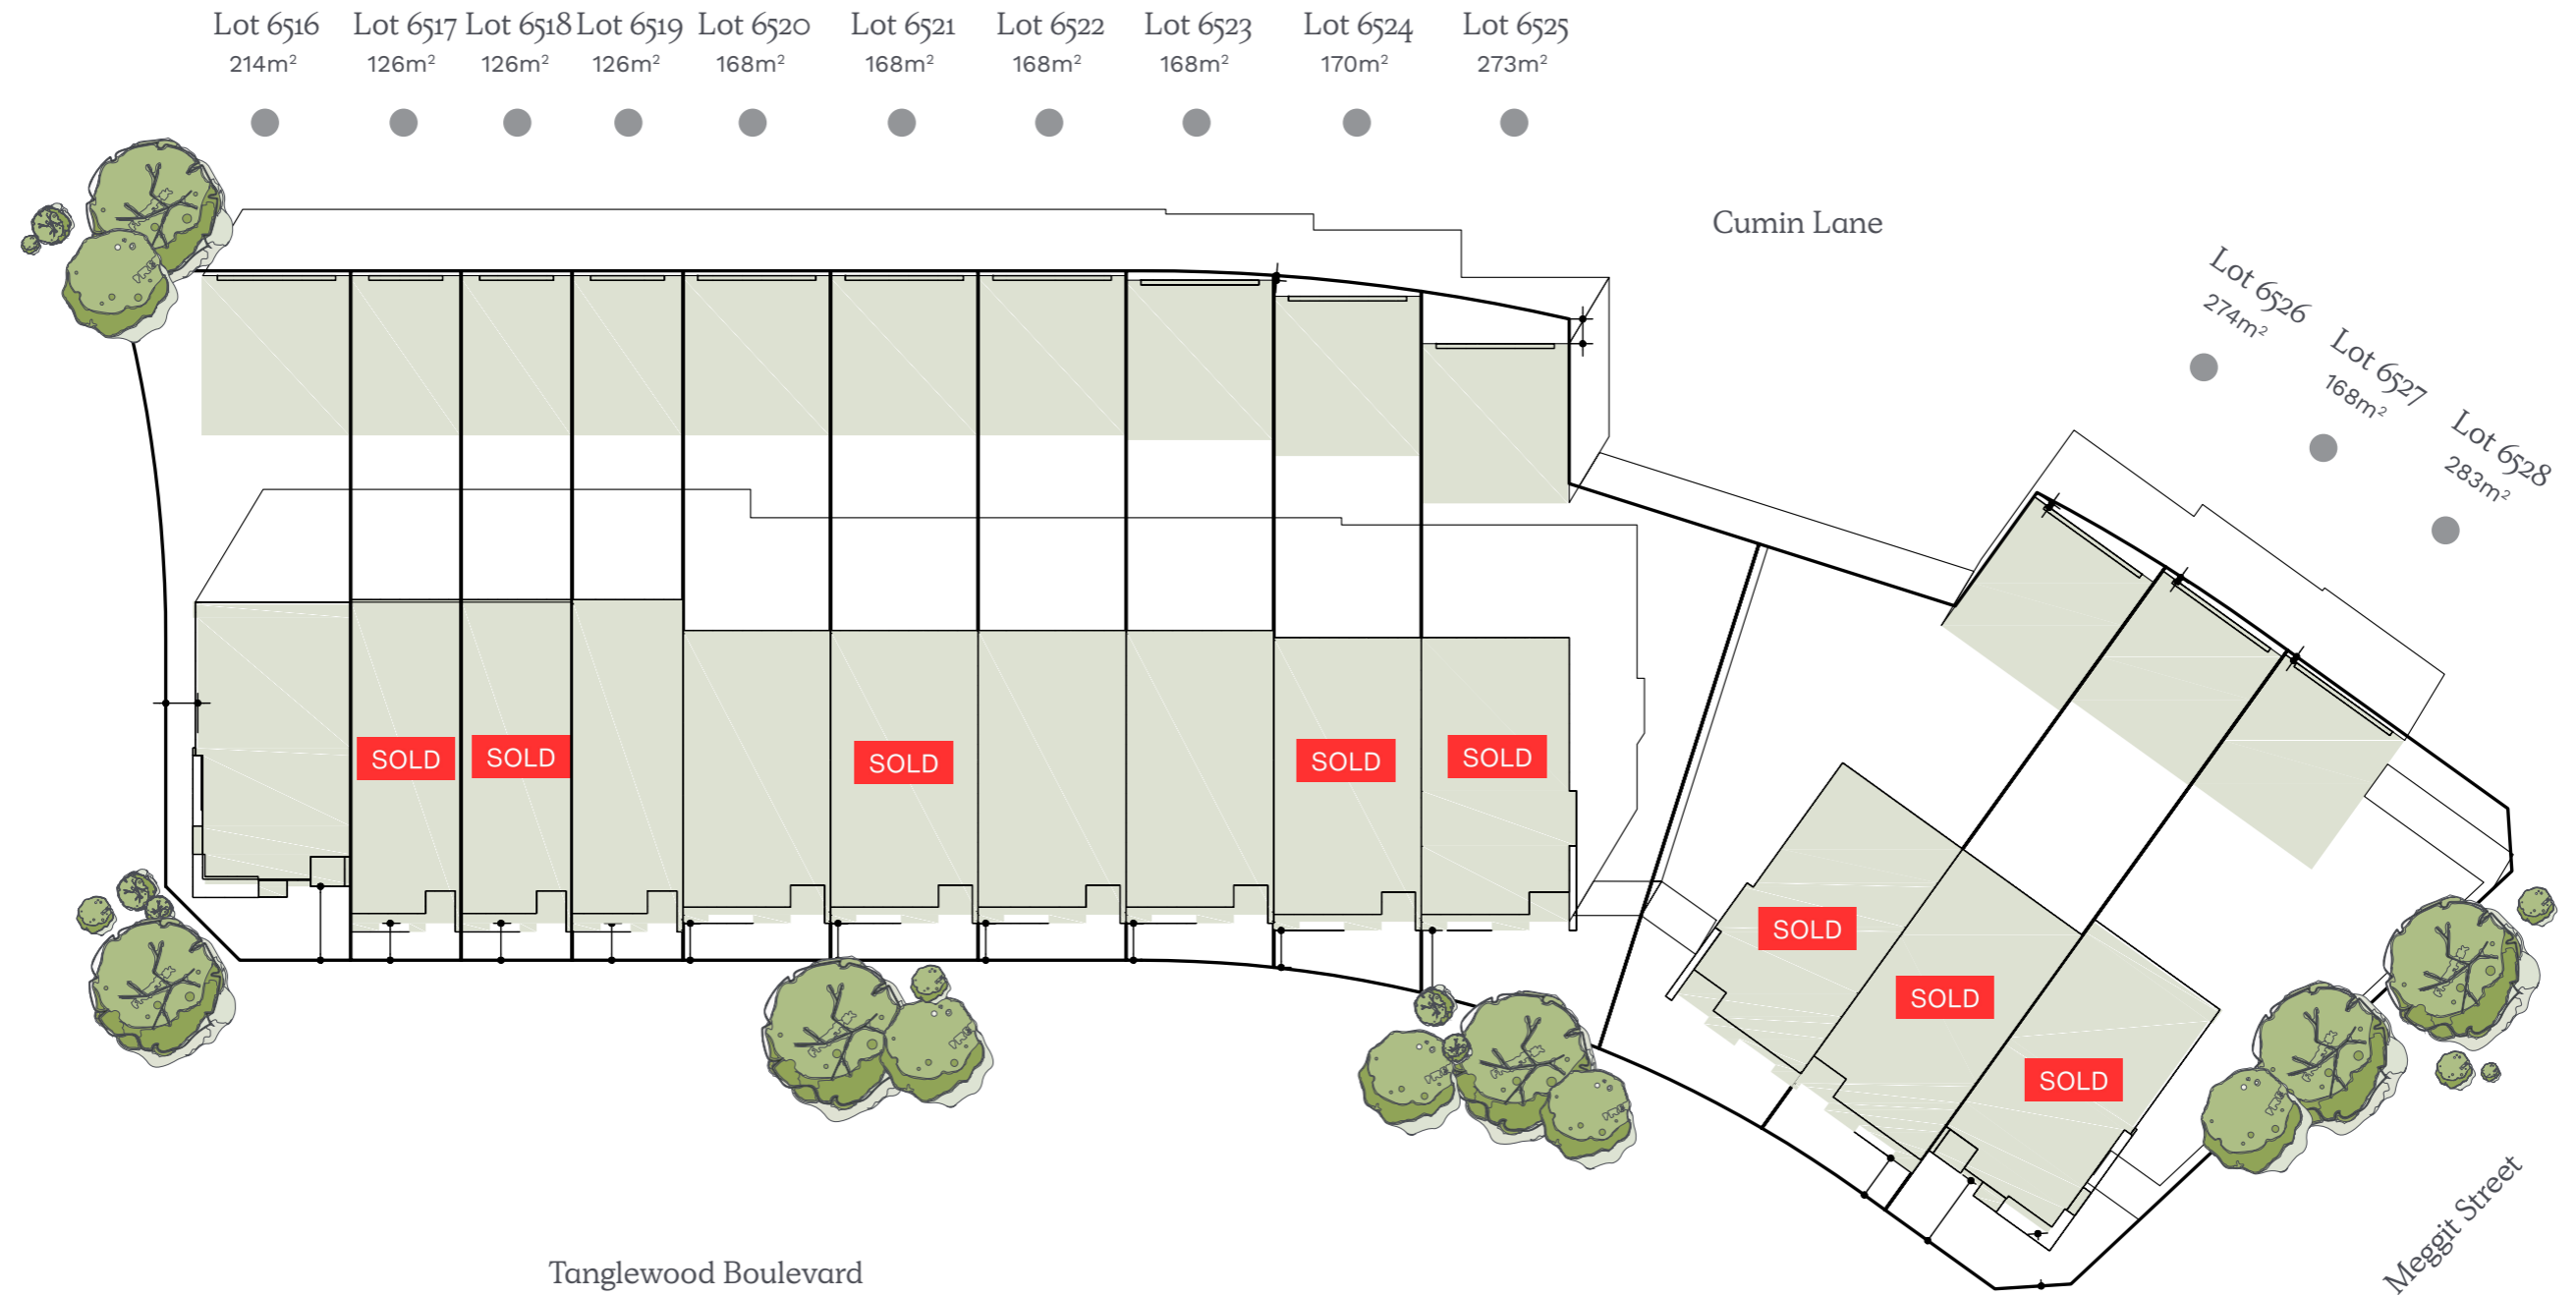 Lot 6516
214m²
Lot 6517
126m²
Lot 6518
126m²
Lot 6519
126m²
Lot 6520
168m²
Lot 6521
168m²
Lot 6522
168m²
Lot 6523
168m²
Lot 6524
170m²
Lot 6525
273m²
Cumin Lane
Lot 6526
274m²
Lot 6527
168m²
Lot 6528
283m²
SOLD
SOLD
SOLD
SOLD
SOLD
SOLD
SOLD
SOLD
Tanglewood Boulevard
Meggit Street